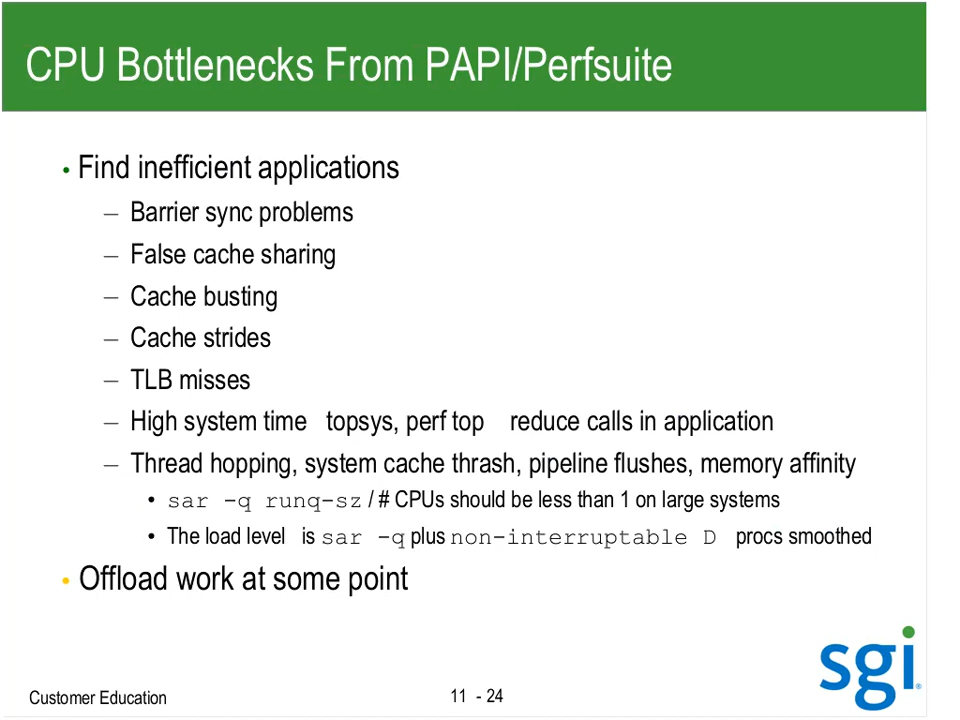 CPU Bottlenecks From PAPI/Perfsuite
• Find inefficient applications
– Barrier sync problems
– False cache sharing
– Cache busting
– Cache strides
– TLB misses
– High system time topsys, perf top reduce calls in application
– Thread hopping, system cache thrash, pipeline flushes, memory affinity
• sar -q runq-sz / # CPUs should be less than 1 on large systems
• The load level is sar -q plus non-interruptable D procs smoothed
• Offload work at some point
Customer Education
11 - 24
sgi®